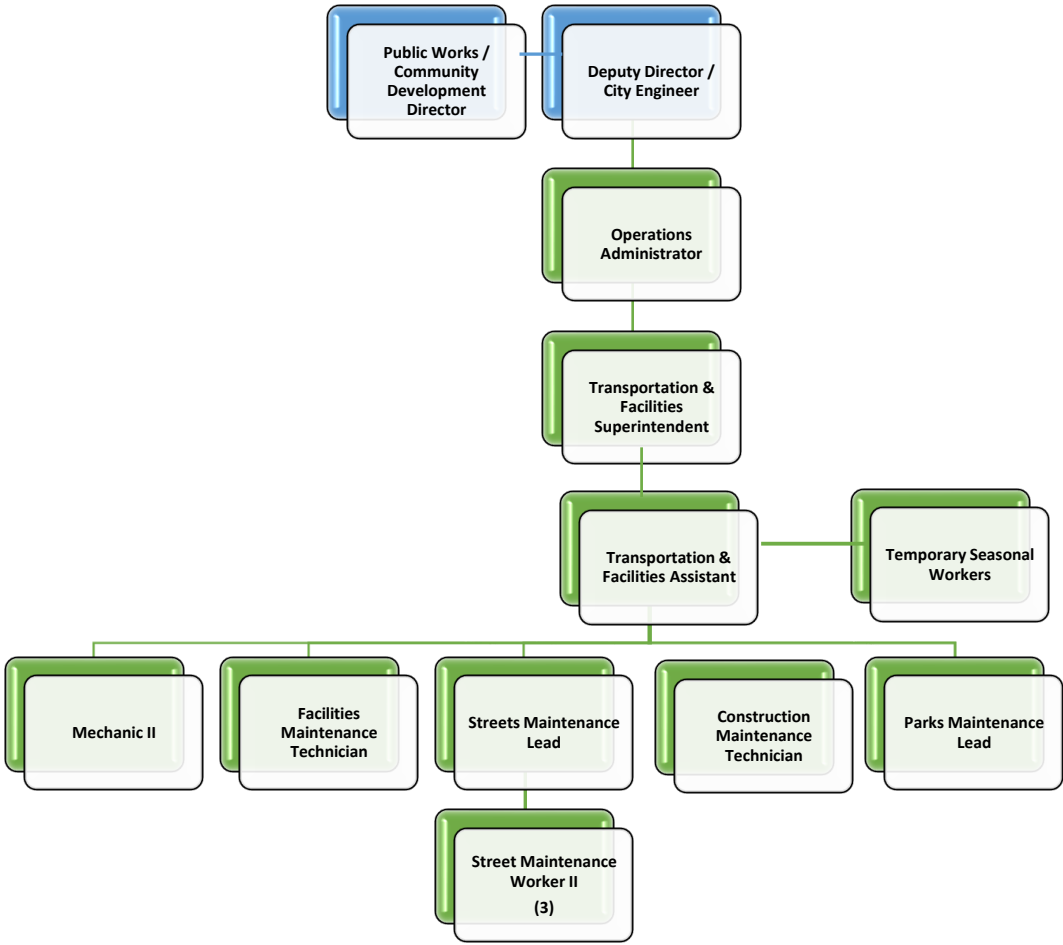 Public Works /
Community
Development
Director
Deputy Director /
City Engineer
Operations
Administrator
Transportation &
Facilities
Superintendent
Transportation &
Facilities Assistant
Temporary Seasonal
Workers
Mechanic II
Facilities
Maintenance
Technician
Streets Maintenance
Lead
Construction
Maintenance
Technician
Parks Maintenance
Lead
Street Maintenance
Worker II
(3)